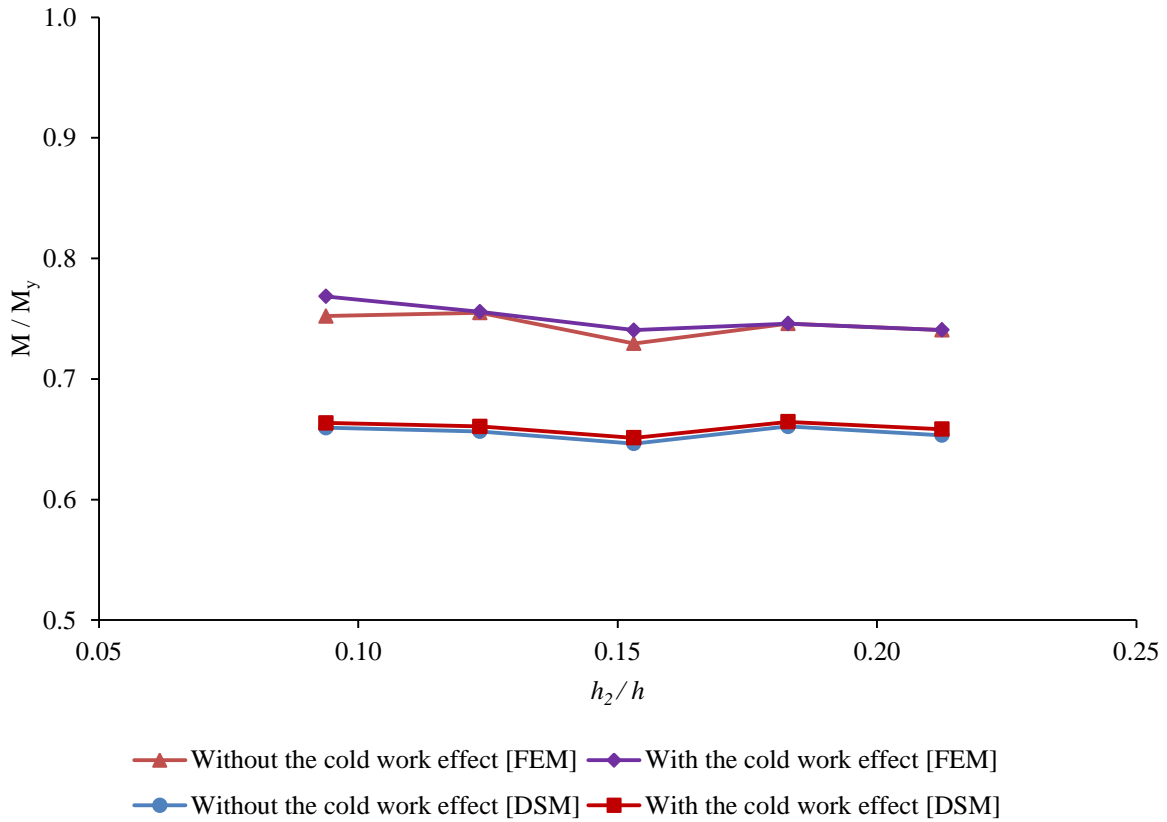 1.0
0.9
0.8
0.7
0.6
0.5
M / My
0.05 0.10 0.15 0.20 0.25
h2 / h
Without the cold work effect [FEM] With the cold work effect [FEM]
Without the cold work effect [DSM] With the cold work effect [DSM]